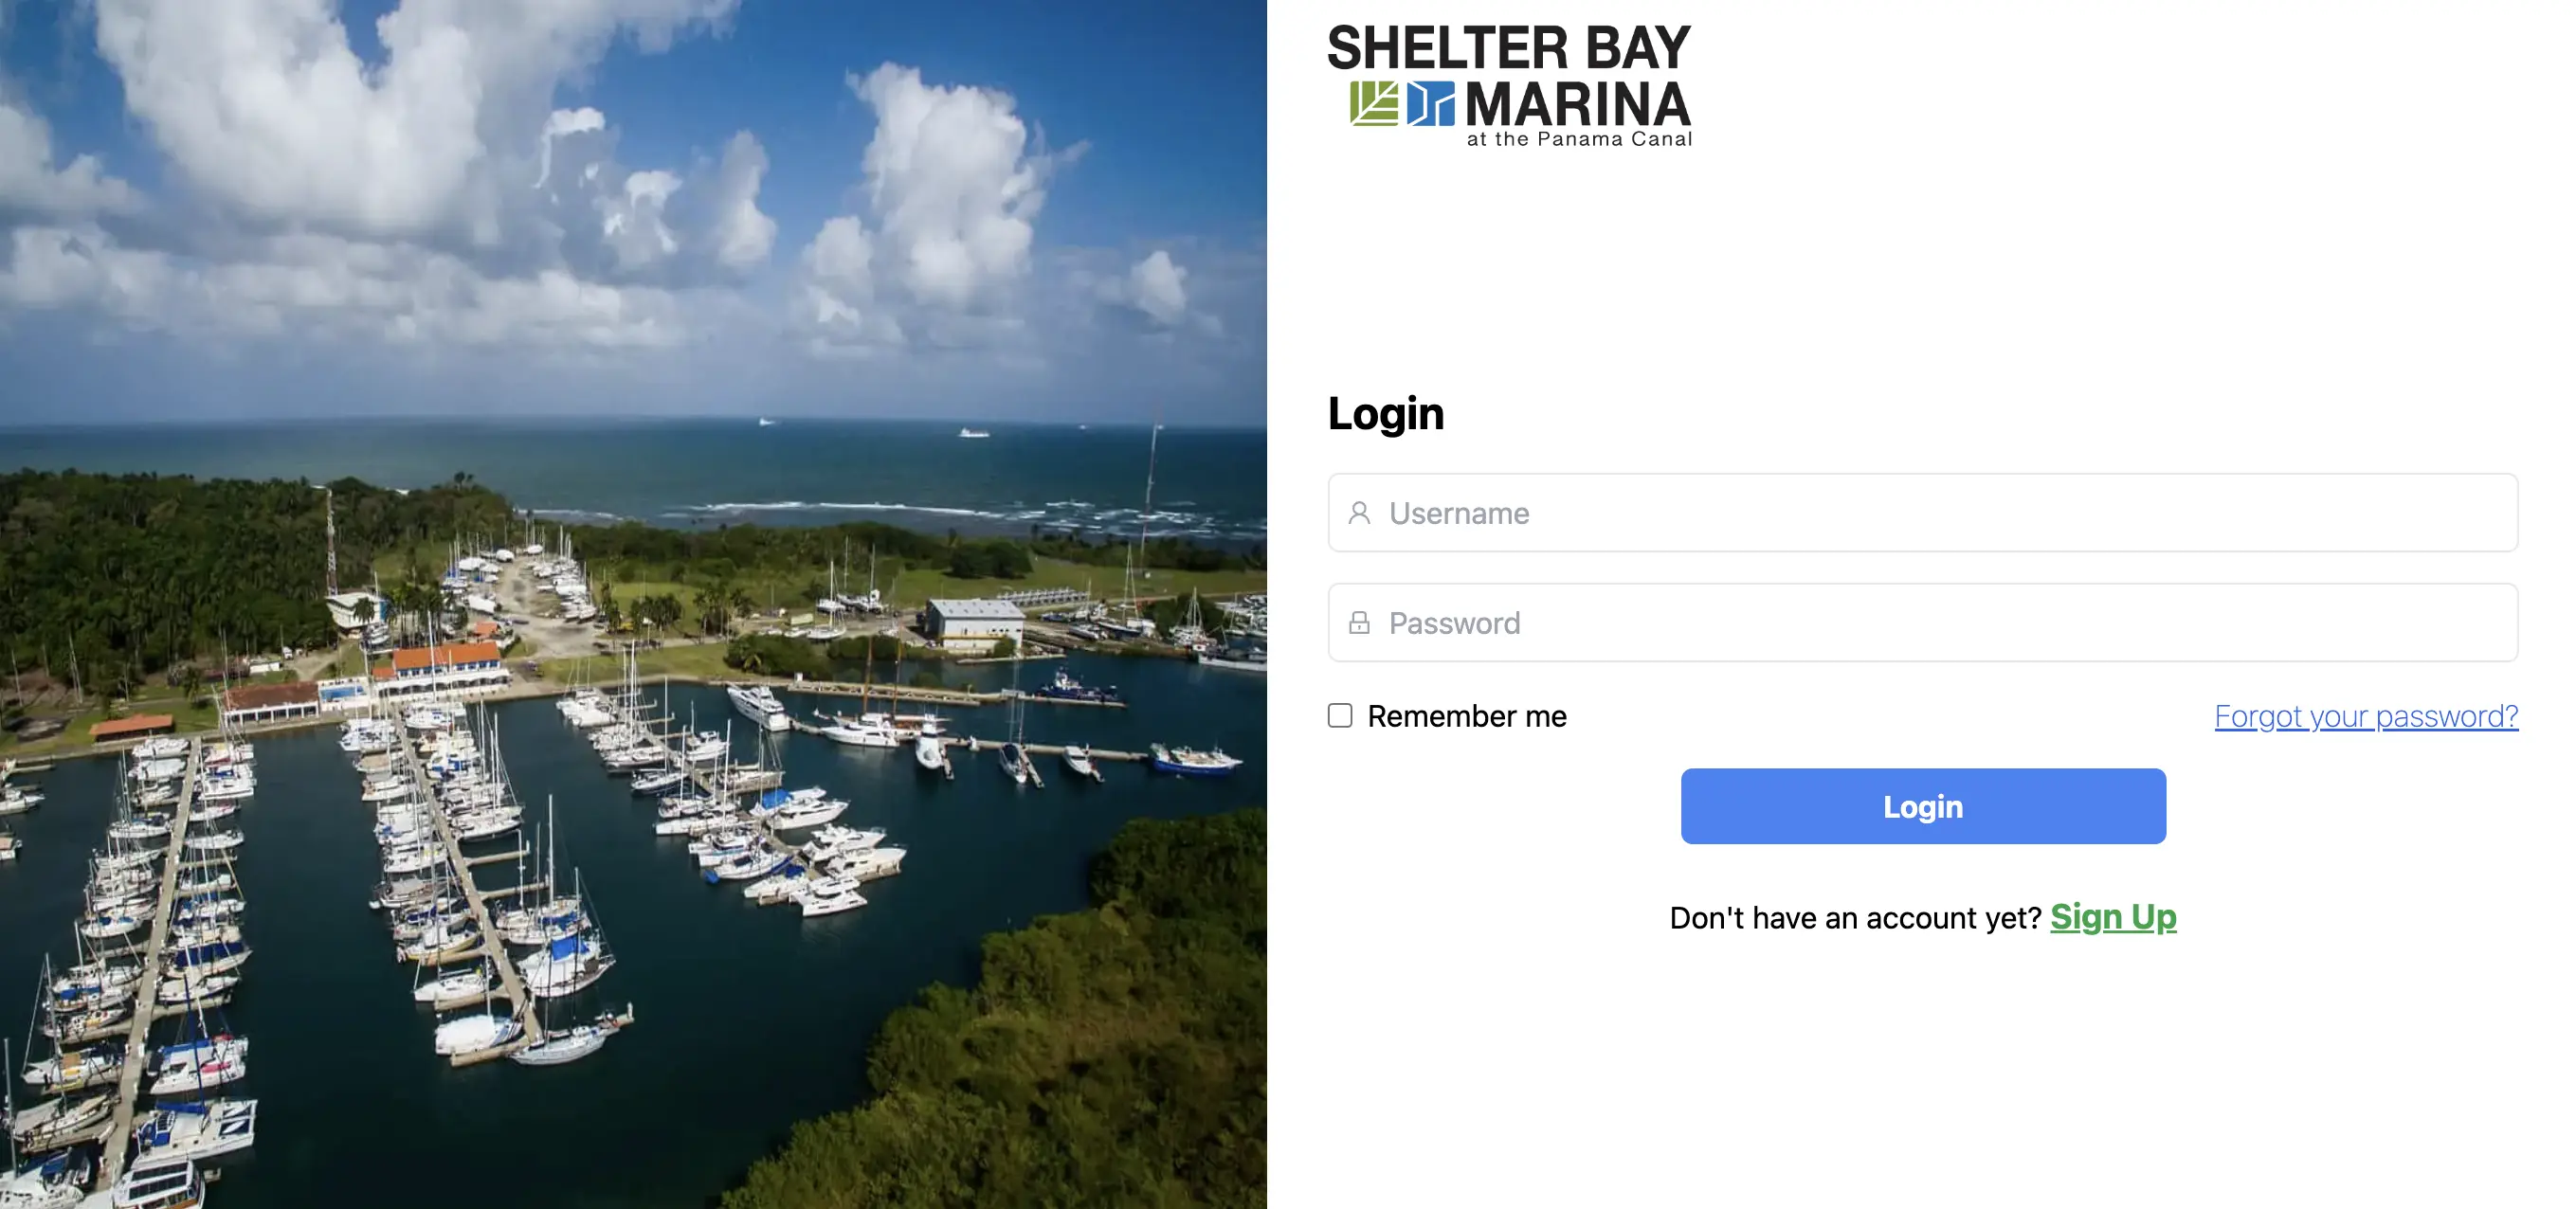 SHELTER BAY
MARINA
at the Panama Canal
Login
Username
Password
Remember me
Forgot your password?
Login
Don't have an account yet? Sign Up